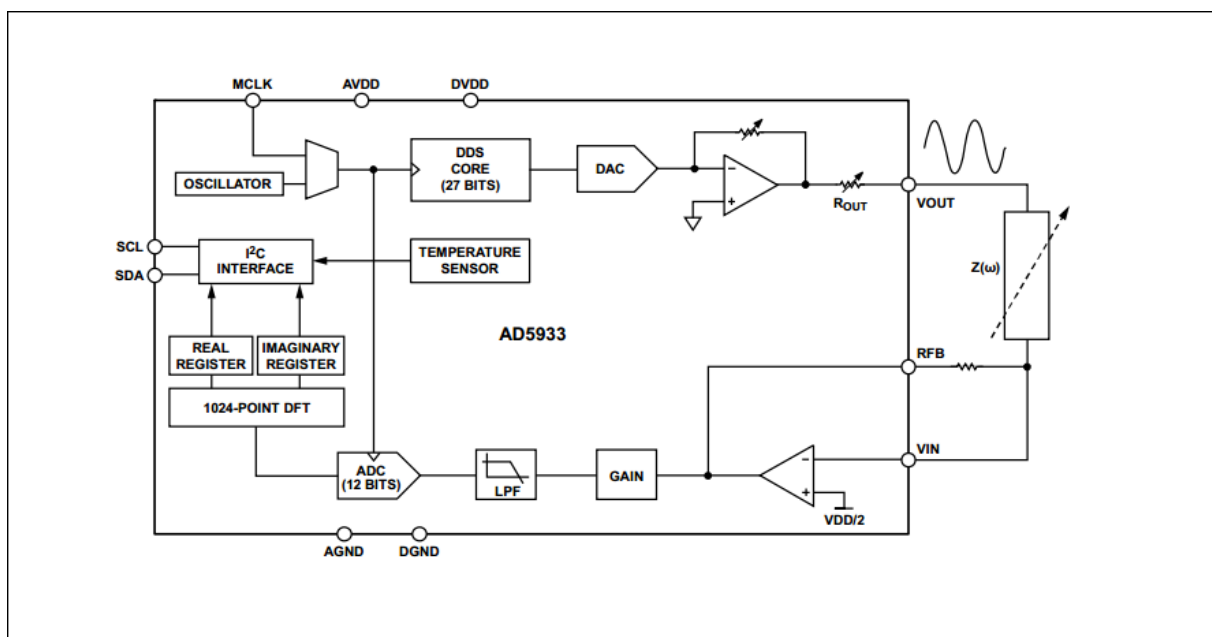 MCLK
AVDD
DVDD
OSCILLATOR
DDS
CORE
(27 BITS)
DAC
−
+
ROUT
VOUT
SCL
SDA
I2C
INTERFACE
TEMPERATURE
SENSOR
Z(ω)
AD5933
REAL
REGISTER
IMAGINARY
REGISTER
RFB
1024-POINT DFT
ADC
(12 BITS)
LPF
GAIN
−
+
VIN
VDD/2
AGND
DGND